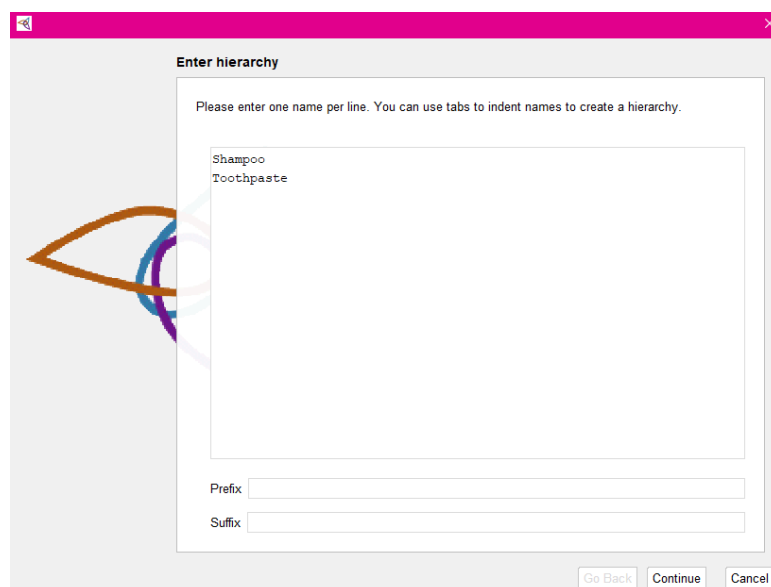 Enter hierarchy
Please enter one name per line. You can use tabs to indent names to create a hierarchy.
Shampoo
Toothpaste
Prefix
Suffix
Go Back Continue Cancel